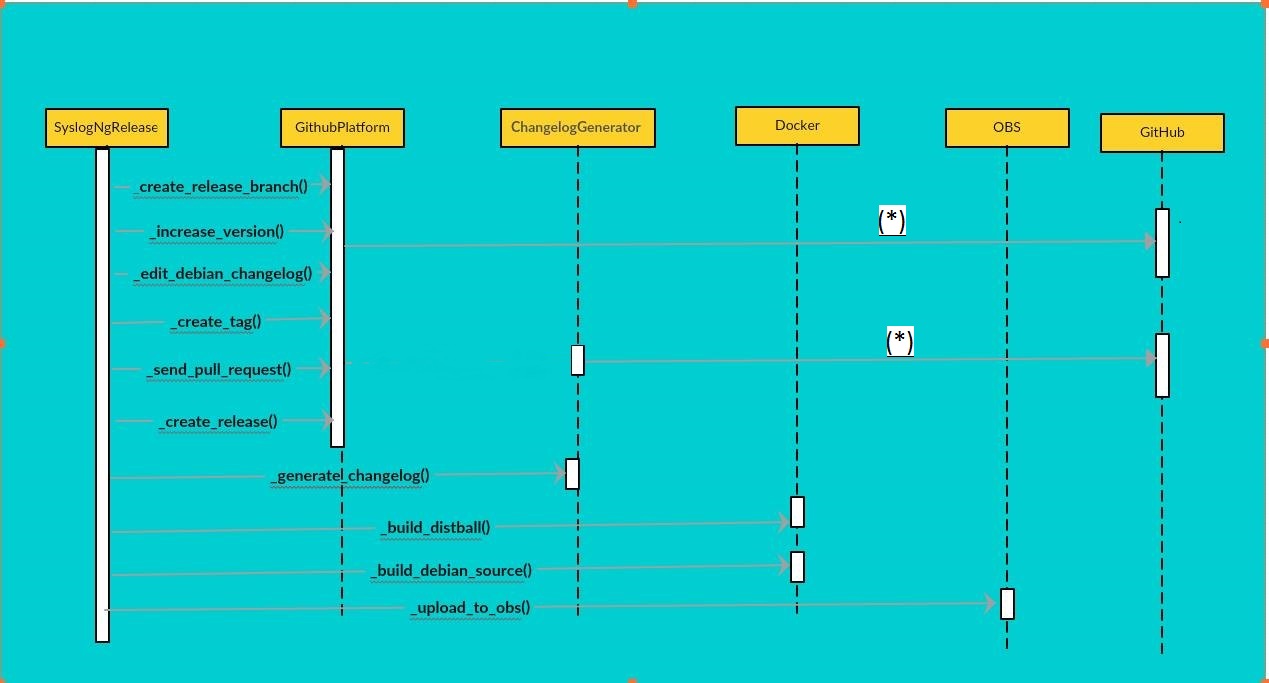 SyslogNgRelease
GithubPlatform
ChangelogGenerator
Docker
OBS
GitHub
_create_release_branch()
(*)
_increase_version()
_edit_debian_changelog()
_create_tag()
(*)
_send_pull_request()
_create_release()
_generate_changelog()
_build_distball()
_build_debian_source()
_upload_to_obs()